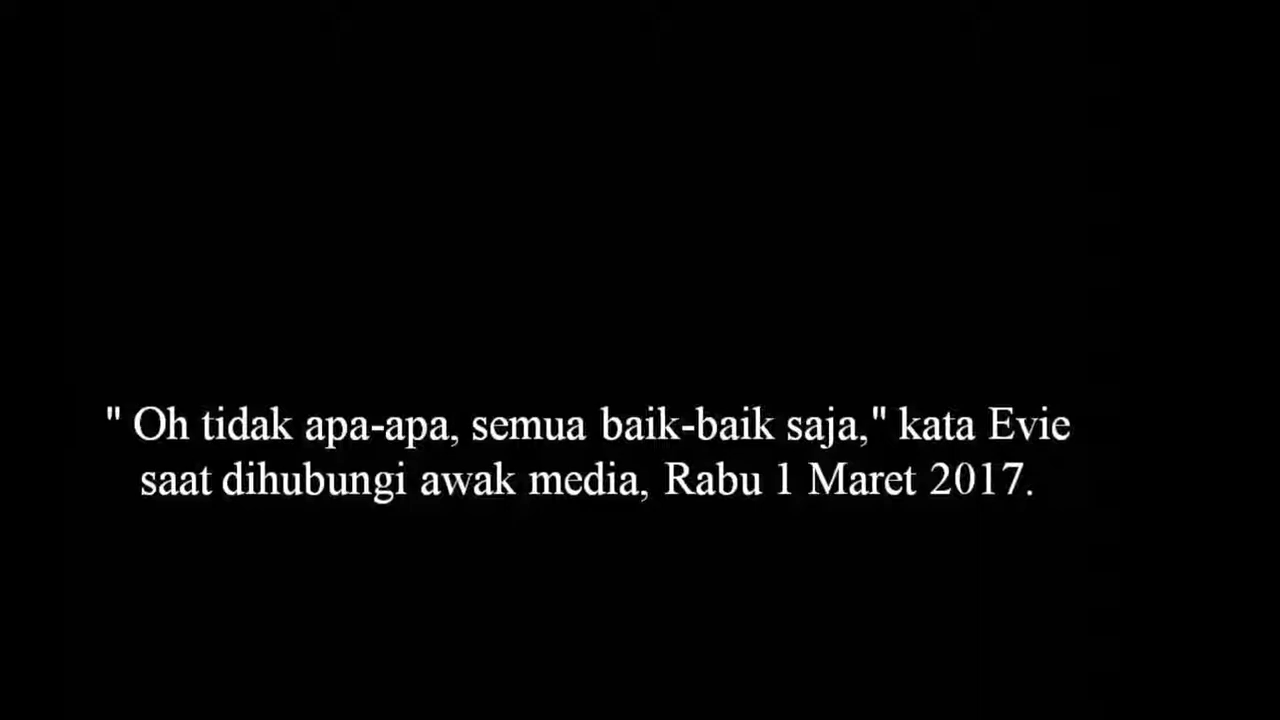 " Oh tidak apa-apa, semua baik-baik saja," kata Evie
saat dihubungi awak media, Rabu 1 Maret 2017.